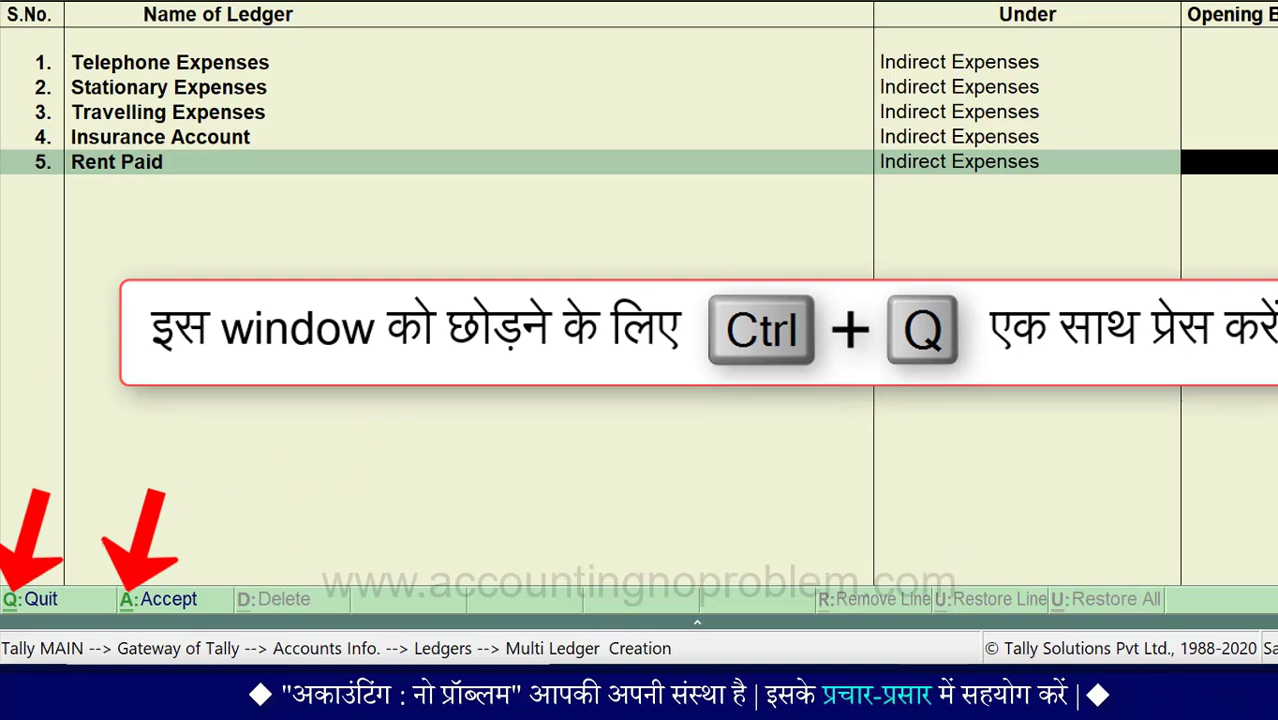 S.No. Name of Ledger Under Opening
1. Telephone Expenses Indirect Expenses
2. Stationary Expenses Indirect Expenses
3. Travelling Expenses Indirect Expenses
4. Insurance Account Indirect Expenses
5. Rent Paid Indirect Expenses
इस window को छोड़ने के लिए Ctrl + Q एक साथ प्रेस करें
www.accountingnoproblem.com
Q:Quit A:Accept D:Delete R:Remove Line U:Restore Line U:Restore All
Tally MAIN --> Gateway of Tally --> Accounts Info. --> Ledgers --> Multi Ledger Creation © Tally Solutions Pvt Ltd., 1988-2020
◆ "अकाउंटिंग : नो प्रॉब्लम" आपकी अपनी संस्था है | इसके प्रचार-प्रसार में सहयोग करें | ◆